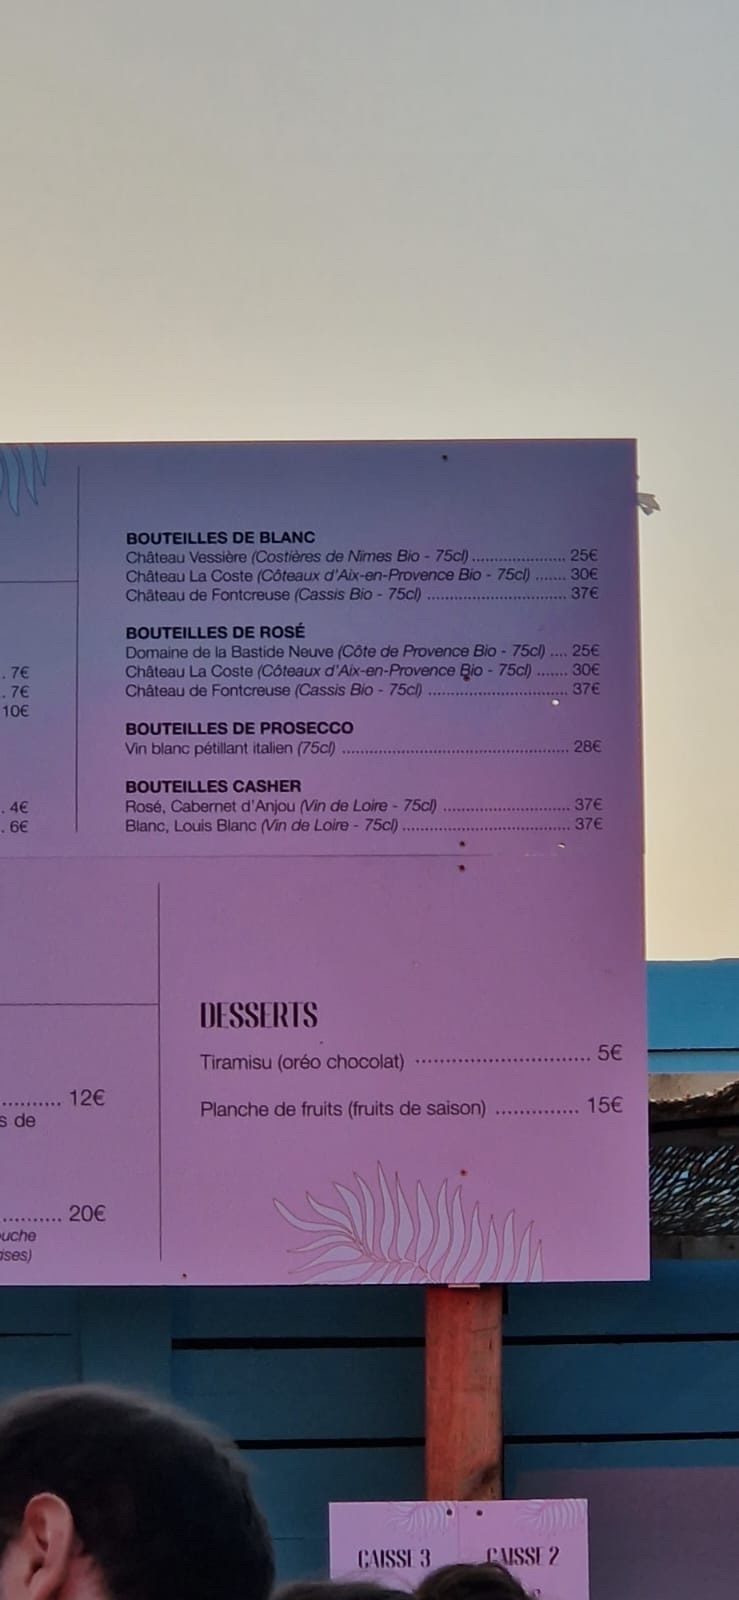 . 7€
. 7€
10€
. 4€
. 6€
BOUTEILLES DE BLANC
Château Vessière (Costières de Nîmes Bio - 75cl) .................... 25€
Château La Coste (Côteaux d'Aix-en-Provence Bio - 75cl) ....... 30€
Château de Fontcreuse (Cassis Bio - 75cl) .............................. 37€
BOUTEILLES DE ROSÉ
Domaine de la Bastide Neuve (Côte de Provence Bio - 75cl) .... 25€
Château La Coste (Côteaux d'Aix-en-Provence Bio - 75cl) ....... 30€
Château de Fontcreuse (Cassis Bio - 75cl) .............................. 37€
BOUTEILLES DE PROSECCO
Vin blanc pétillant italien (75cl) ................................................. 28€
BOUTEILLES CASHER
Rosé, Cabernet d'Anjou (Vin de Loire - 75cl) ............................ 37€
Blanc, Louis Blanc (Vin de Loire - 75cl) .................................... 37€
.......... 12€
s de
.......... 20€
DESSERTS
Tiramisu (oréo chocolat) .............................. 5€
Planche de fruits (fruits de saison) .............. 15€
CAISSE 3
CAISSE 2